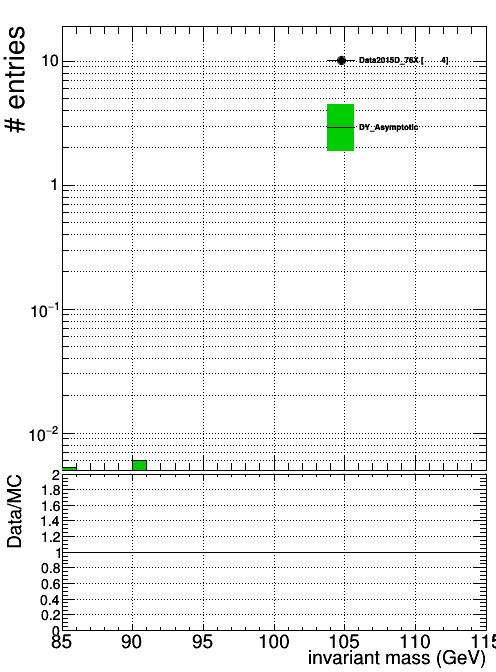 # entries
10
Data2015D_76X [ 4]
DY_Asymptotic
1
10⁻¹
10⁻²
Data/MC
2
1.8
1.6
1.4
1.2
1
0.8
0.6
0.4
0.2
0
85 90 95 100 105 110 115
invariant mass (GeV)